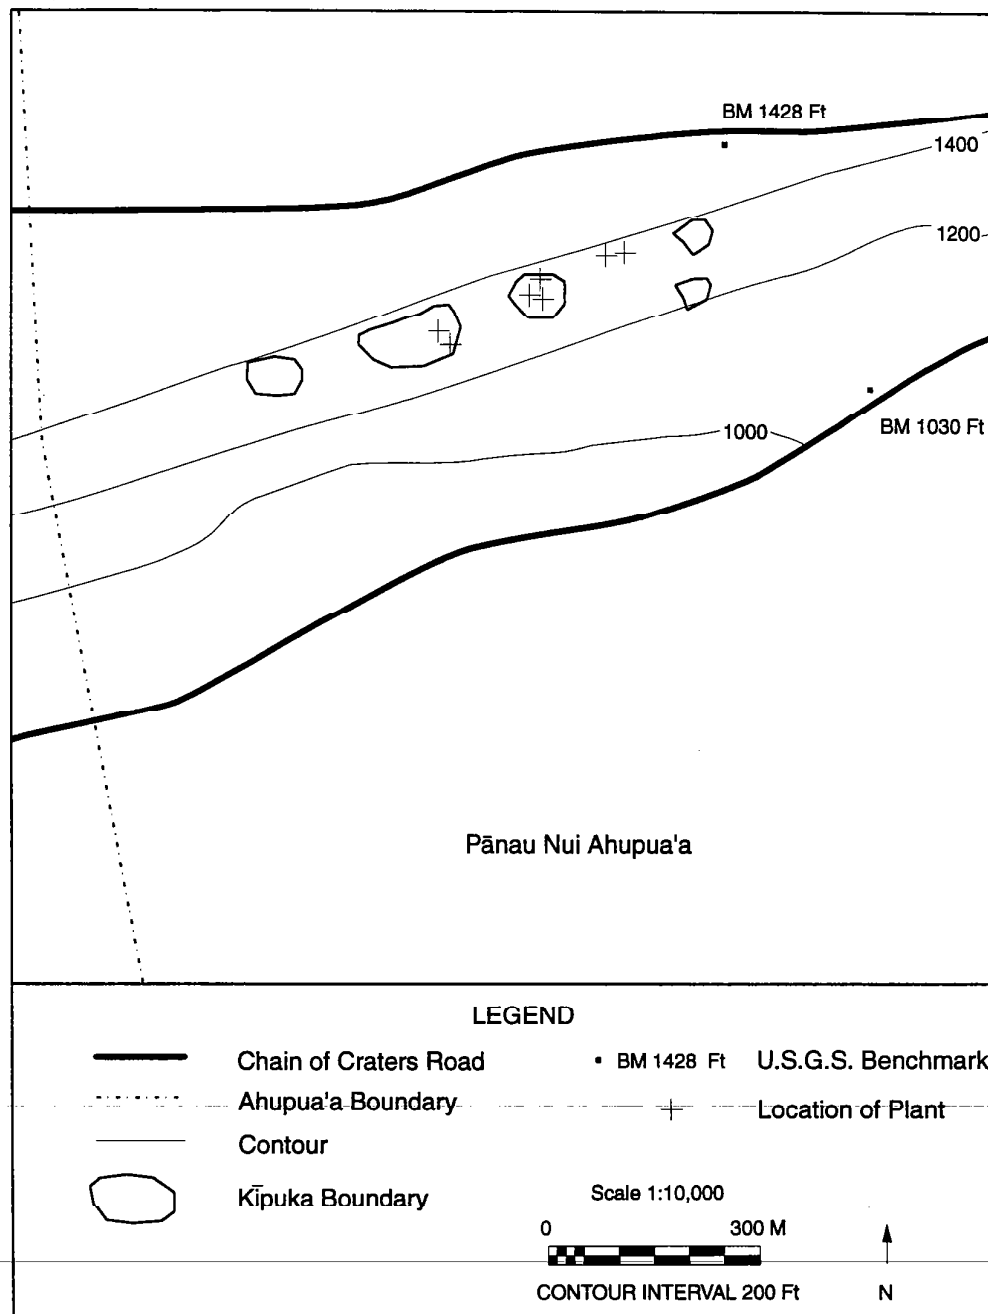 BM 1428 Ft
1400
1200
BM 1030 Ft
1000
Pānau Nui Ahupua'a
LEGEND
Chain of Craters Road
BM 1428 Ft U.S.G.S. Benchmark
Ahupua'a Boundary
Location of Plant
Contour
Kīpuka Boundary
Scale 1:10,000
0 300 M
CONTOUR INTERVAL 200 Ft
N